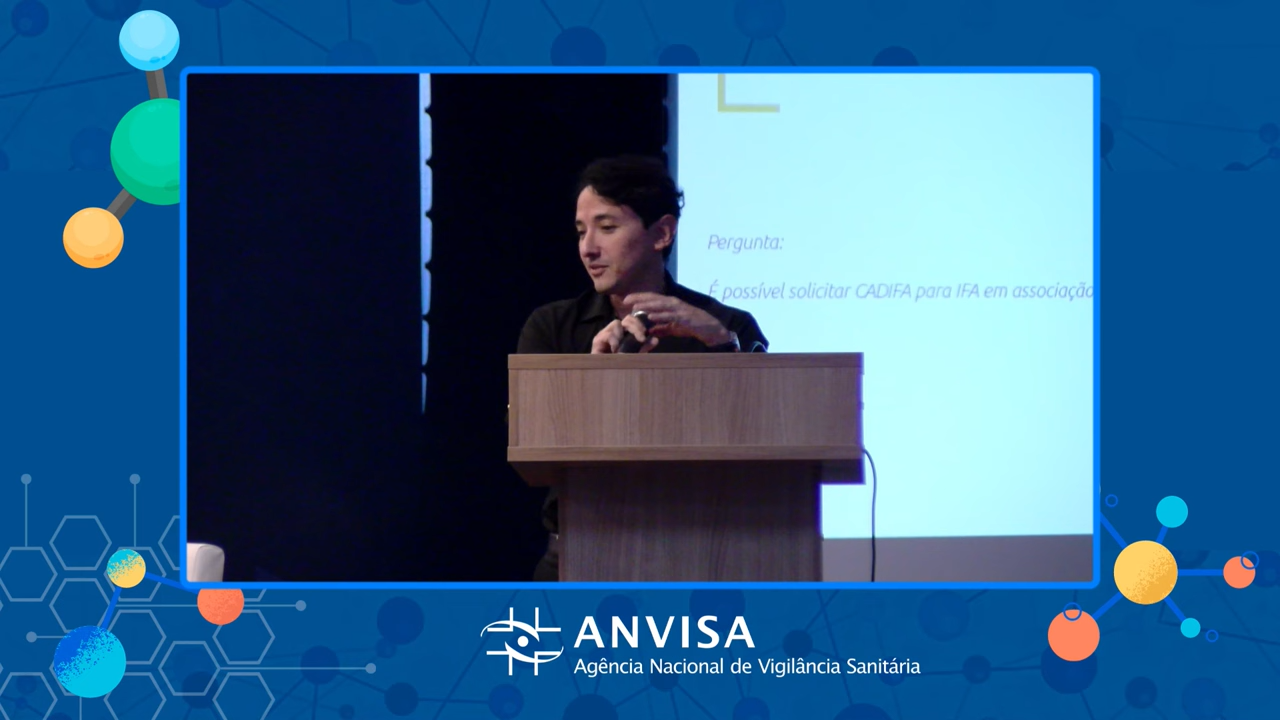 Pergunta:
É possível solicitar CADIFA para IFA em associação
ANVISA
Agência Nacional de Vigilância Sanitária